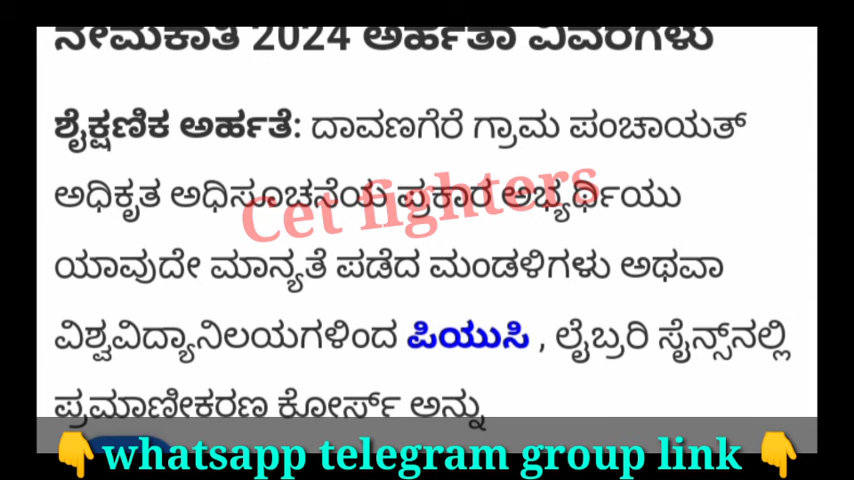 ನೇಮಕಾತಿ 2024 ಅರ್ಹತಾ ವಿವರಗಳು
ಶೈಕ್ಷಣಿಕ ಅರ್ಹತೆ: ದಾವಣಗೆರೆ ಗ್ರಾಮ ಪಂಚಾಯತ್
ಅಧಿಕೃತ ಅಧಿಸೂಚನೆಯ ಪ್ರಕಾರ ಅಭ್ಯರ್ಥಿಯು
Cet fighters
ಯಾವುದೇ ಮಾನ್ಯತೆ ಪಡೆದ ಮಂಡಳಿಗಳು ಅಥವಾ
ವಿಶ್ವವಿದ್ಯಾನಿಲಯಗಳಿಂದ ಪಿಯುಸಿ , ಲೈಬ್ರರಿ ಸೈನ್ಸ್‌ನಲ್ಲಿ
ಪ್ರಮಾಣೀಕರಣ ಕೋರ್ಸ್ ಅನ್ನು
👇whatsapp telegram group link 👇